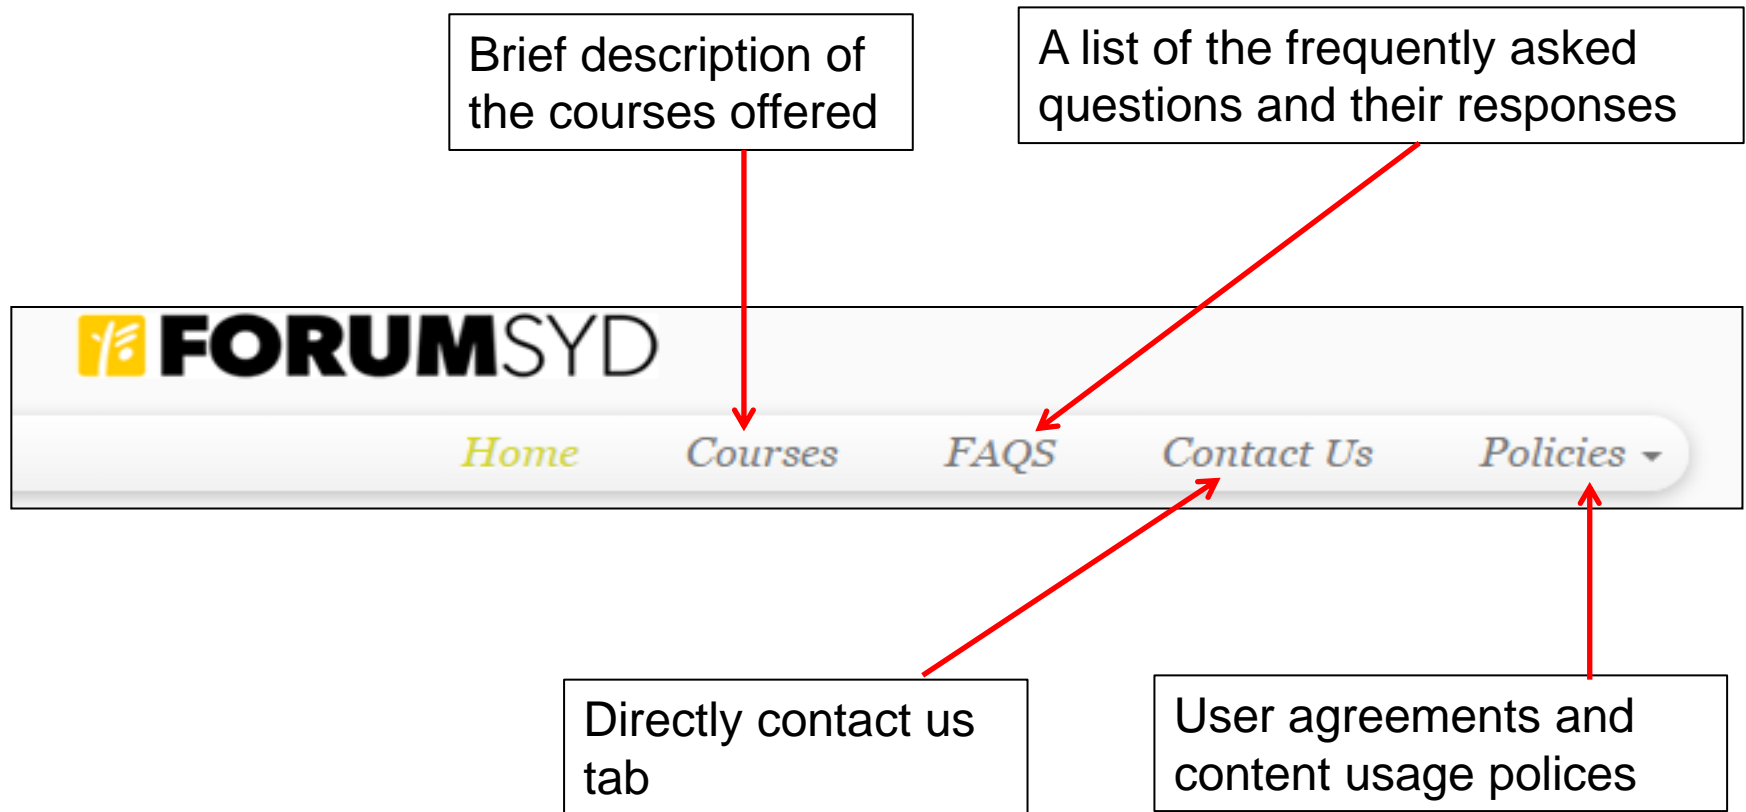 Brief description of
the courses offered
A list of the frequently asked
questions and their responses
FORUMSYD
Home Courses FAQS Contact Us Policies
Directly contact us
tab
User agreements and
content usage polices